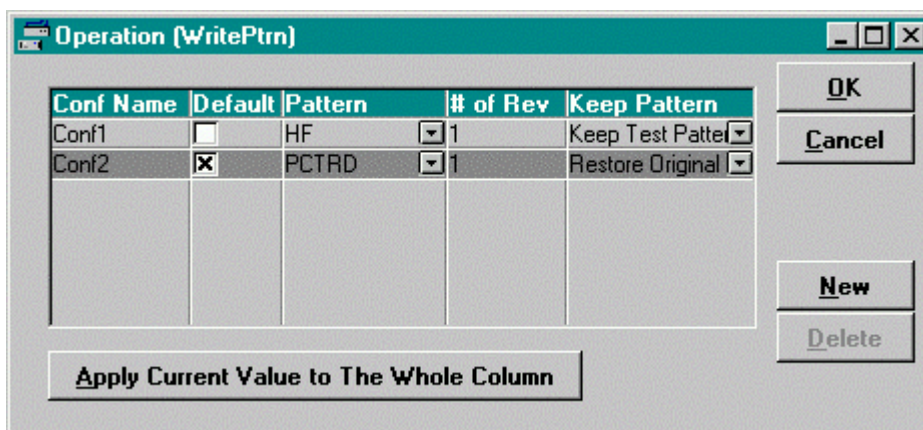 Operation (WritePtrn)
Conf Name Default Pattern # of Rev Keep Pattern
Conf1 HF 1 Keep Test Patter
Conf2 PCTRD 1 Restore Original
OK
Cancel
New
Delete
Apply Current Value to The Whole Column